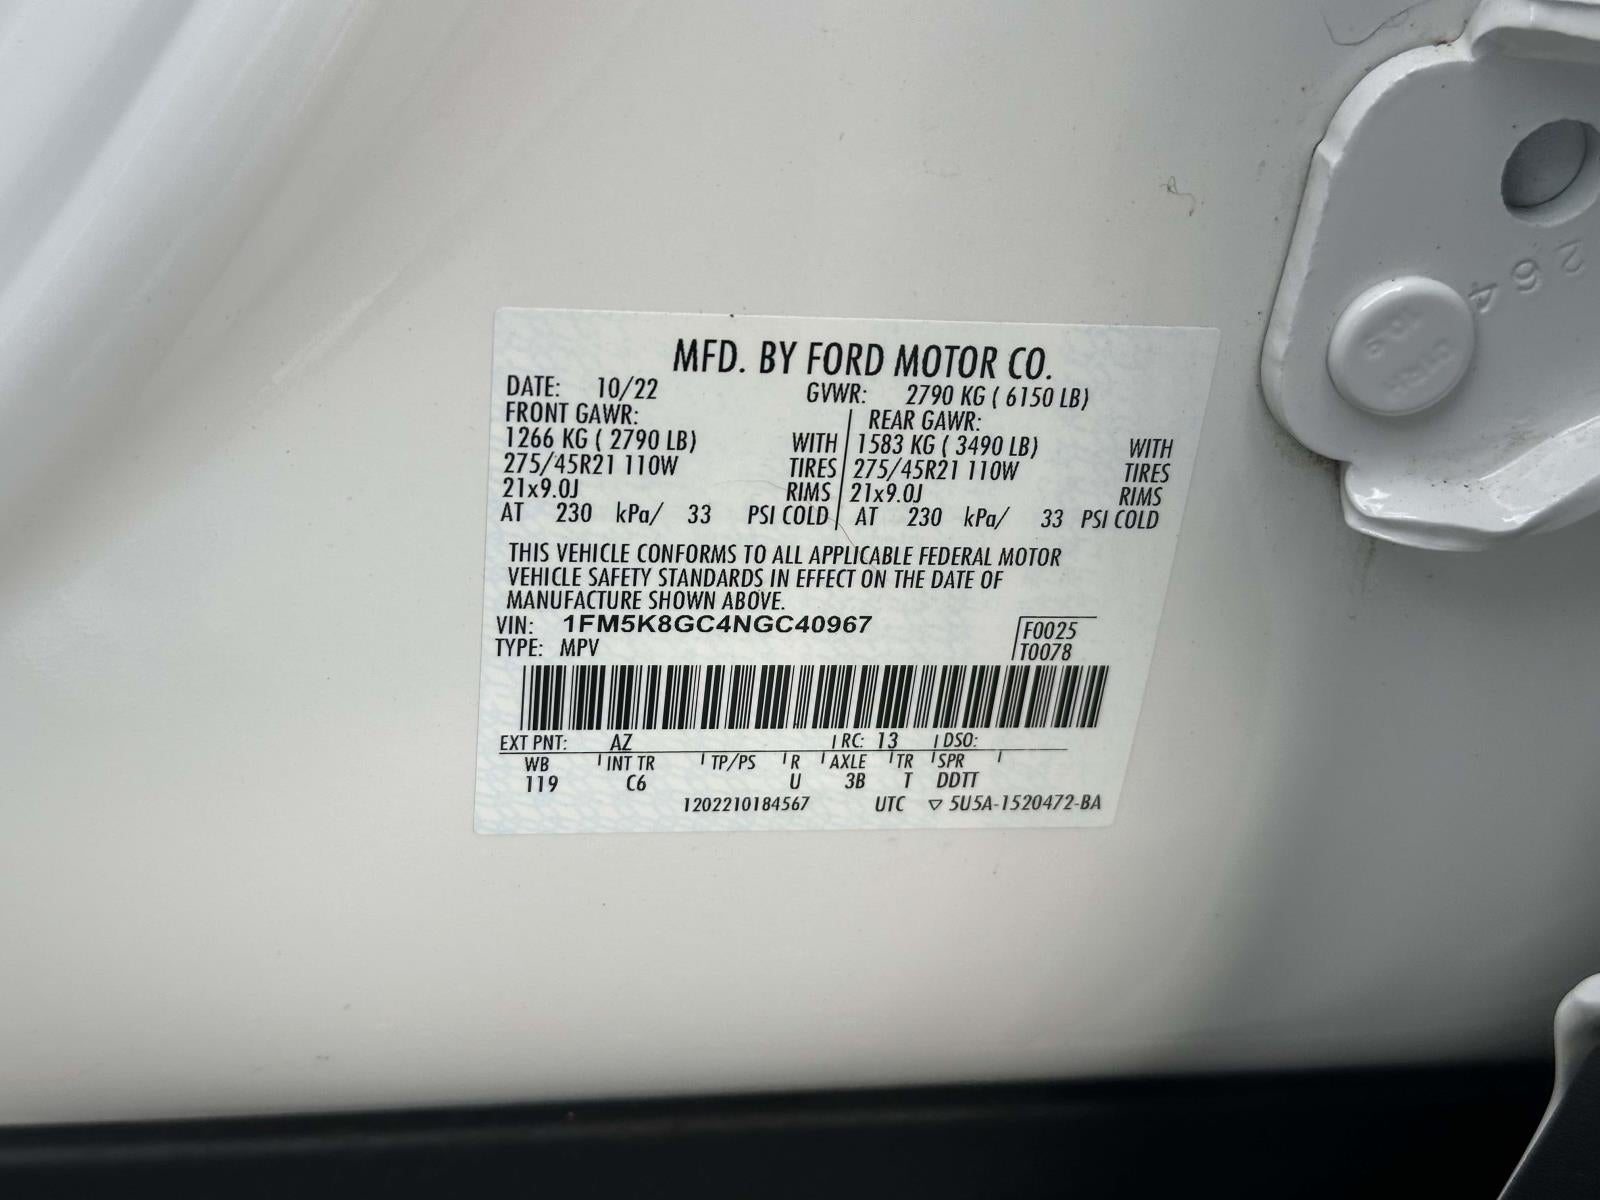 MFD. BY FORD MOTOR CO.
DATE: 10/22 GVWR: 2790 KG ( 6150 LB)
FRONT GAWR: REAR GAWR:
1266 KG ( 2790 LB) WITH 1583 KG ( 3490 LB) WITH
275/45R21 110W TIRES 275/45R21 110W TIRES
21x9.0J RIMS 21x9.0J RIMS
AT 230 kPa/ 33 PSI COLD AT 230 kPa/ 33 PSI COLD
THIS VEHICLE CONFORMS TO ALL APPLICABLE FEDERAL MOTOR
VEHICLE SAFETY STANDARDS IN EFFECT ON THE DATE OF
MANUFACTURE SHOWN ABOVE.
VIN: 1FM5K8GC4NGC40967 F0025
TYPE: MPV T0078
EXT PNT: AZ RC: 13 DSO:
WB INT TR TP/PS R AXLE TR SPR
119 C6 U 3B T DDTT
1202210184567 UTC ▽ 5U5A-1520472-BA
264